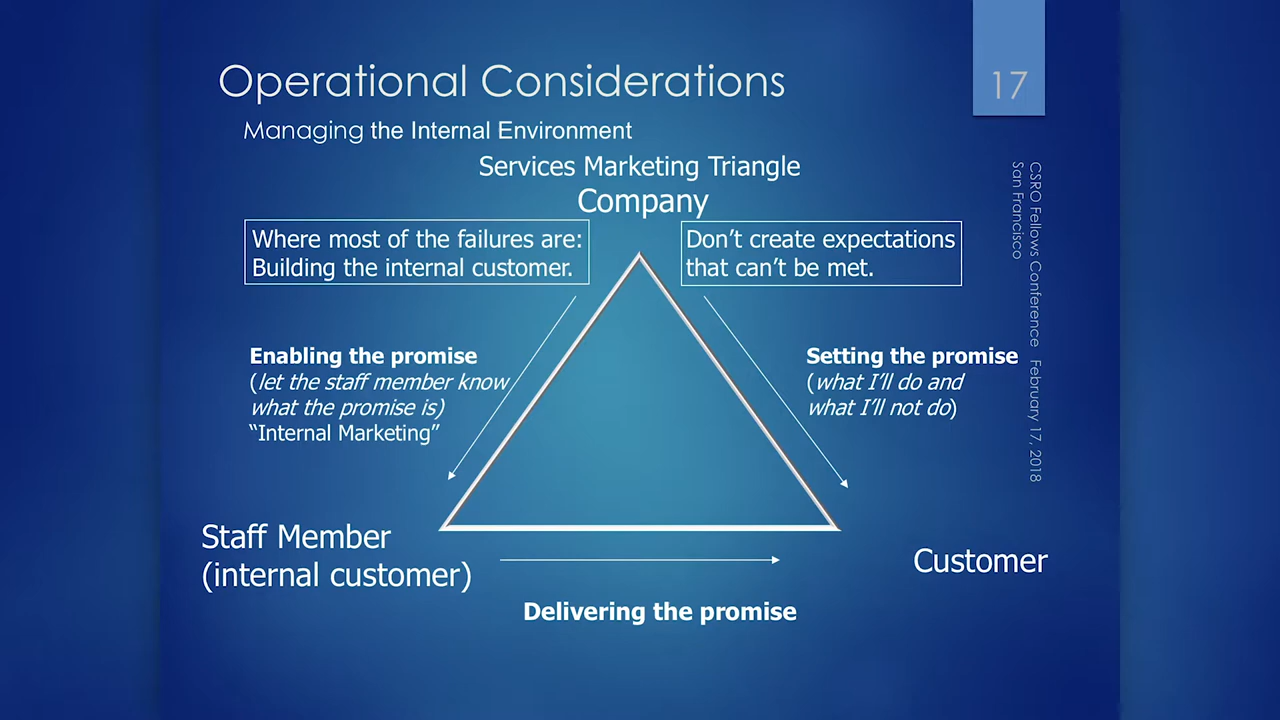 Operational Considerations
17
Managing the Internal Environment
Services Marketing Triangle
Company
Where most of the failures are:
Building the internal customer.
Don’t create expectations
that can’t be met.
Enabling the promise
(let the staff member know
what the promise is)
“Internal Marketing”
Setting the promise
(what I’ll do and
what I’ll not do)
Staff Member
(internal customer)
Customer
Delivering the promise
CSRO Fellows Conference February 17, 2018
San Francisco